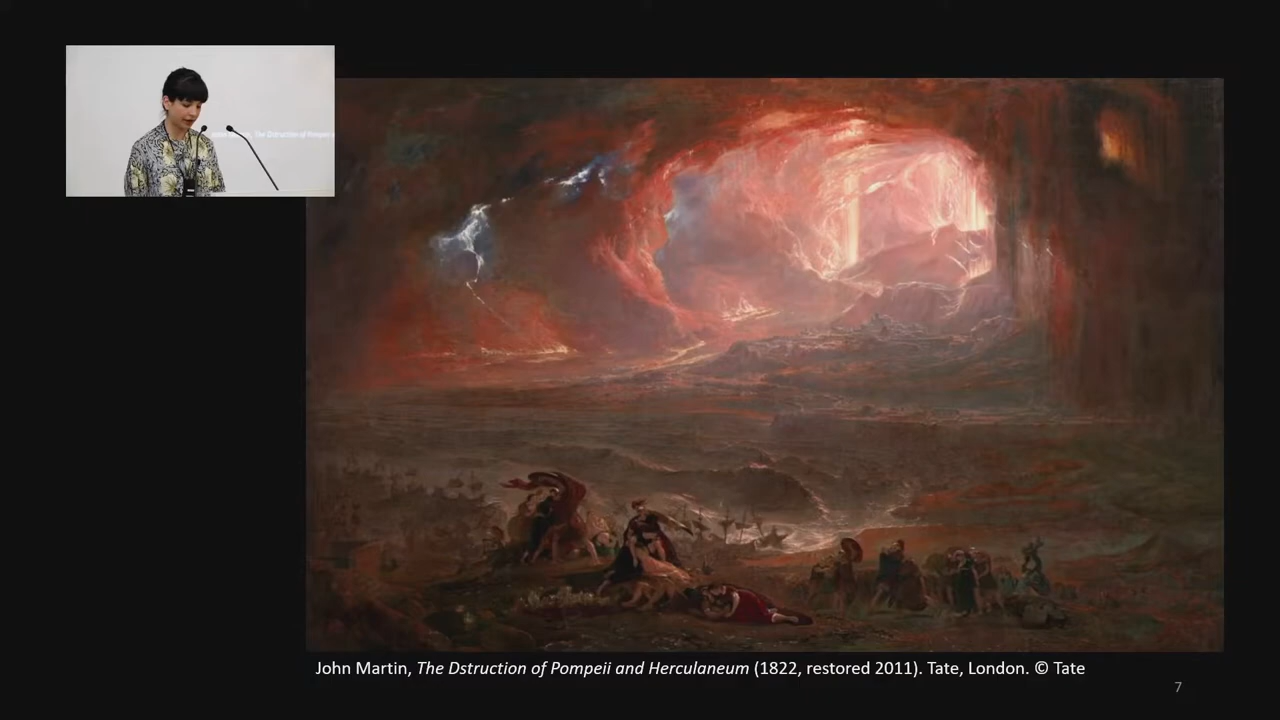 John Martin, The Dstruction of Pompeii and Herculaneum (1822, restored 2011). Tate, London. © Tate
7